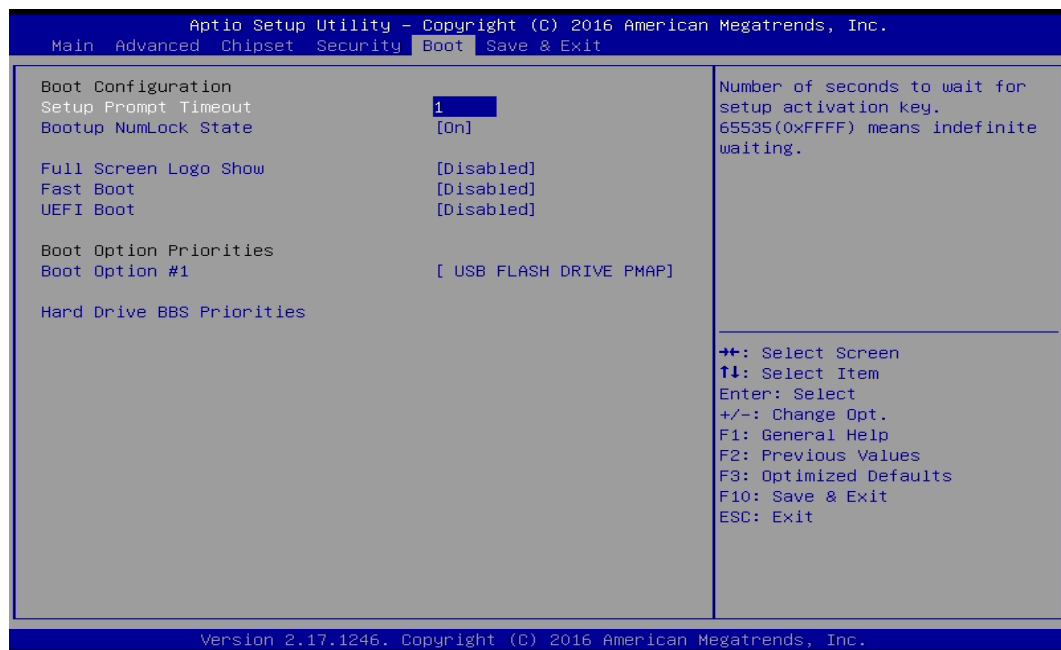 Aptio Setup Utility – Copyright (C) 2016 American Megatrends, Inc.
Main Advanced Chipset Security Boot Save & Exit
Boot Configuration
Setup Prompt Timeout 1
Bootup NumLock State [On]
Full Screen Logo Show [Disabled]
Fast Boot [Disabled]
UEFI Boot [Disabled]
Boot Option Priorities
Boot Option #1 [ USB FLASH DRIVE PMAP]
Hard Drive BBS Priorities
Number of seconds to wait for
setup activation key.
65535(0xFFFF) means indefinite
waiting.
→←: Select Screen
↑↓: Select Item
Enter: Select
+/-: Change Opt.
F1: General Help
F2: Previous Values
F3: Optimized Defaults
F10: Save & Exit
ESC: Exit
Version 2.17.1246. Copyright (C) 2016 American Megatrends, Inc.